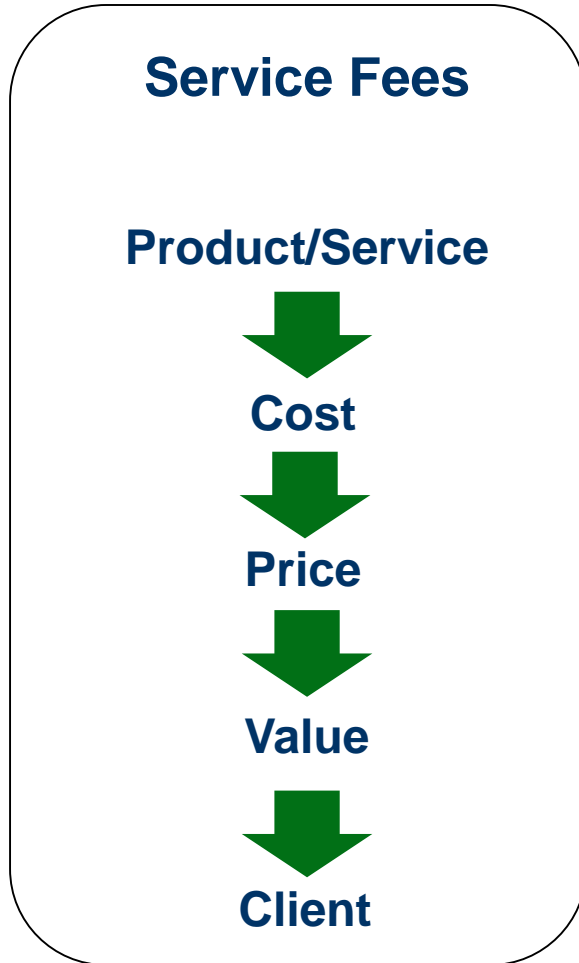 Service Fees
Product/Service
Cost
Price
Value
Client